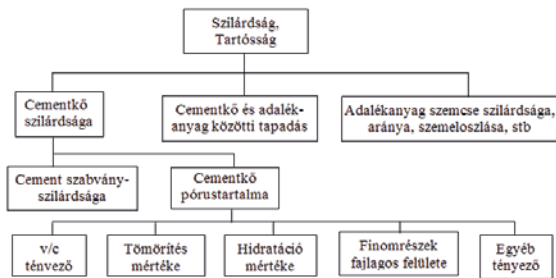 Szilárdság,
Tartósság
Cementkő
szilárdsága
Cementkő és adalék-
anyag közötti tapadás
Adalékanyag szemcse szilárdsága,
aránya, szemeloszlása, stb
Cement szabvány-
szilárdsága
Cementkő
pórustartalma
v/c
ténvező
Tömörítés
mértéke
Hidratáció
mértéke
Finomrészek
fajlagos felülete
Egyéb
tényező